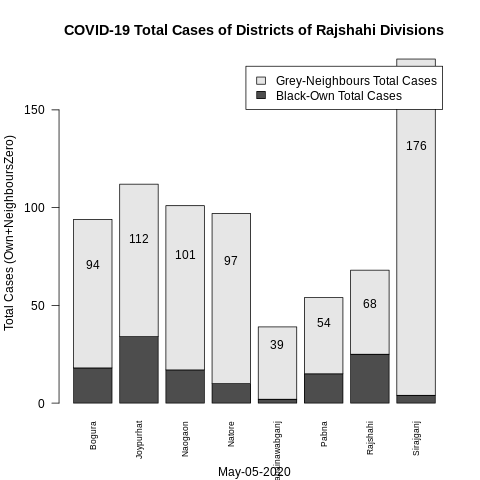 COVID-19 Total Cases of Districts of Rajshahi Divisions
Grey-Neighbours Total Cases
Black-Own Total Cases
Total Cases (Own+NeighboursZero)
150
100
50
0
94
112
101
97
39
54
68
176
Bogura
Joypurhat
Naogaon
Natore
Pabna
Rajshahi
Sirajganj
May-05-2020